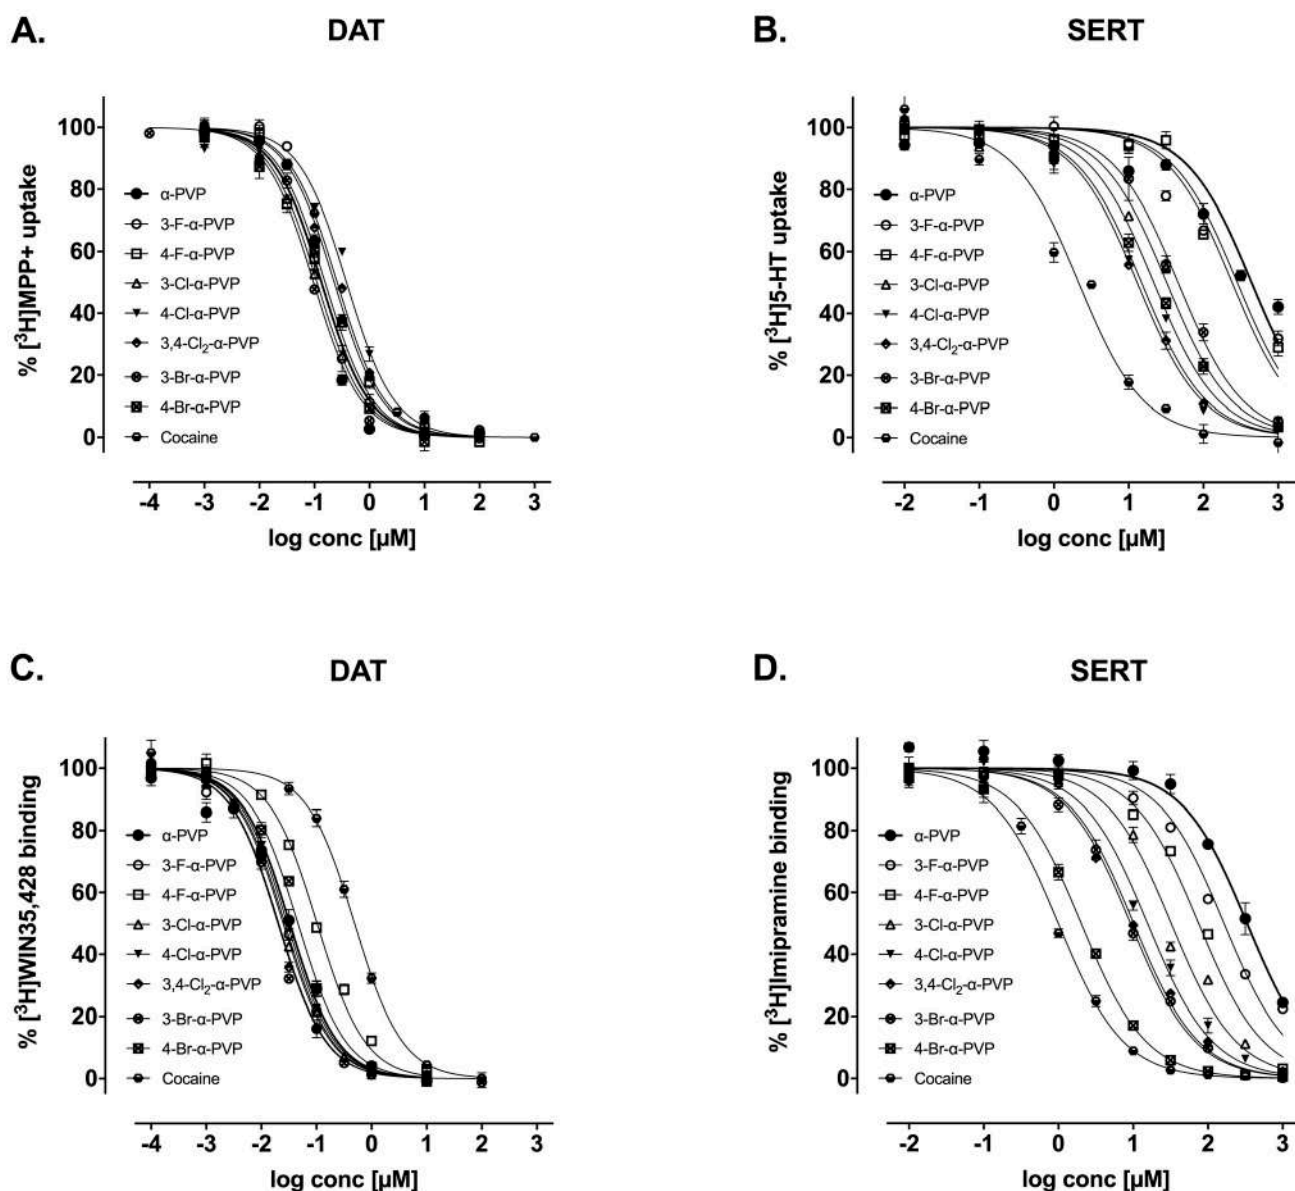 A.
DAT
% [³H]MPP+ uptake
100
80
60
40
20
0
α-PVP
3-F-α-PVP
4-F-α-PVP
3-Cl-α-PVP
4-Cl-α-PVP
3,4-Cl₂-α-PVP
3-Br-α-PVP
4-Br-α-PVP
Cocaine
-4 -3 -2 -1 0 1 2 3
log conc [µM]
B.
SERT
% [³H]5-HT uptake
100
80
60
40
20
0
α-PVP
3-F-α-PVP
4-F-α-PVP
3-Cl-α-PVP
4-Cl-α-PVP
3,4-Cl₂-α-PVP
3-Br-α-PVP
4-Br-α-PVP
Cocaine
-2 -1 0 1 2 3
log conc [µM]
C.
DAT
% [³H]WIN35,428 binding
100
80
60
40
20
0
α-PVP
3-F-α-PVP
4-F-α-PVP
3-Cl-α-PVP
4-Cl-α-PVP
3,4-Cl₂-α-PVP
3-Br-α-PVP
4-Br-α-PVP
Cocaine
-4 -3 -2 -1 0 1 2 3
log conc [µM]
D.
SERT
% [³H]Imipramine binding
100
80
60
40
20
0
α-PVP
3-F-α-PVP
4-F-α-PVP
3-Cl-α-PVP
4-Cl-α-PVP
3,4-Cl₂-α-PVP
3-Br-α-PVP
4-Br-α-PVP
Cocaine
-2 -1 0 1 2 3
log conc [µM]